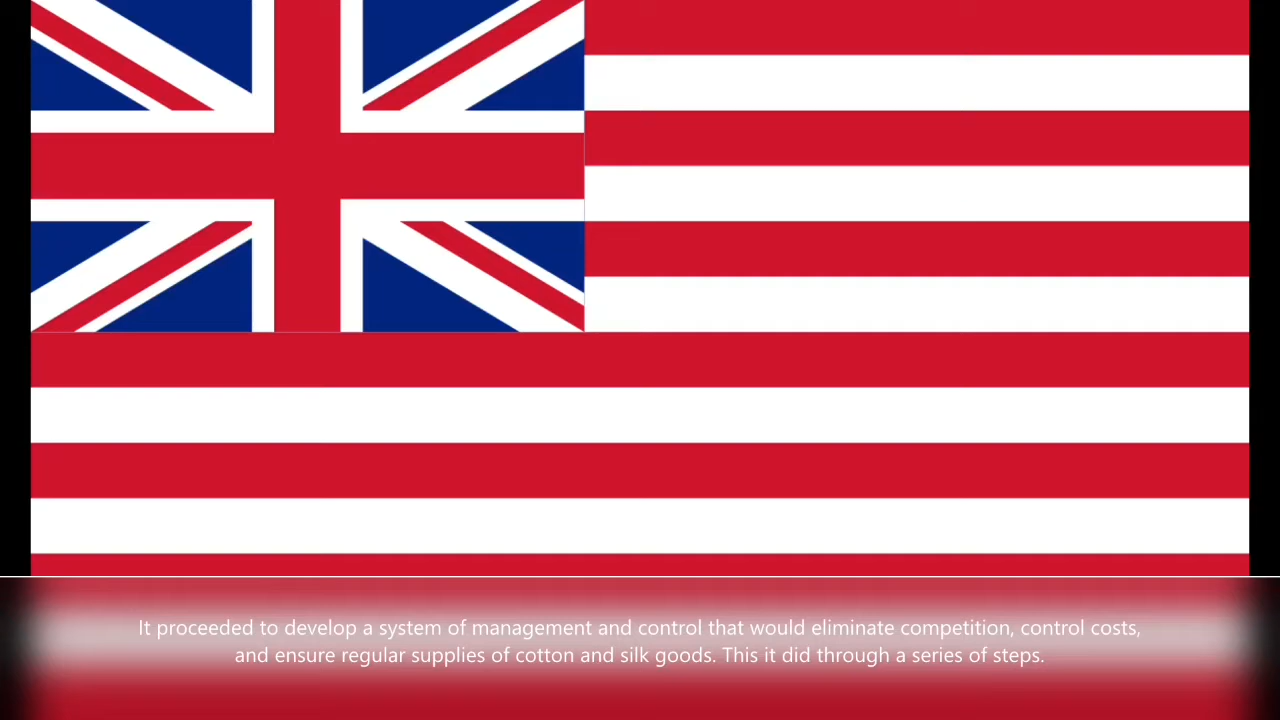 It proceeded to develop a system of management and control that would eliminate competition, control costs,
and ensure regular supplies of cotton and silk goods. This it did through a series of steps.